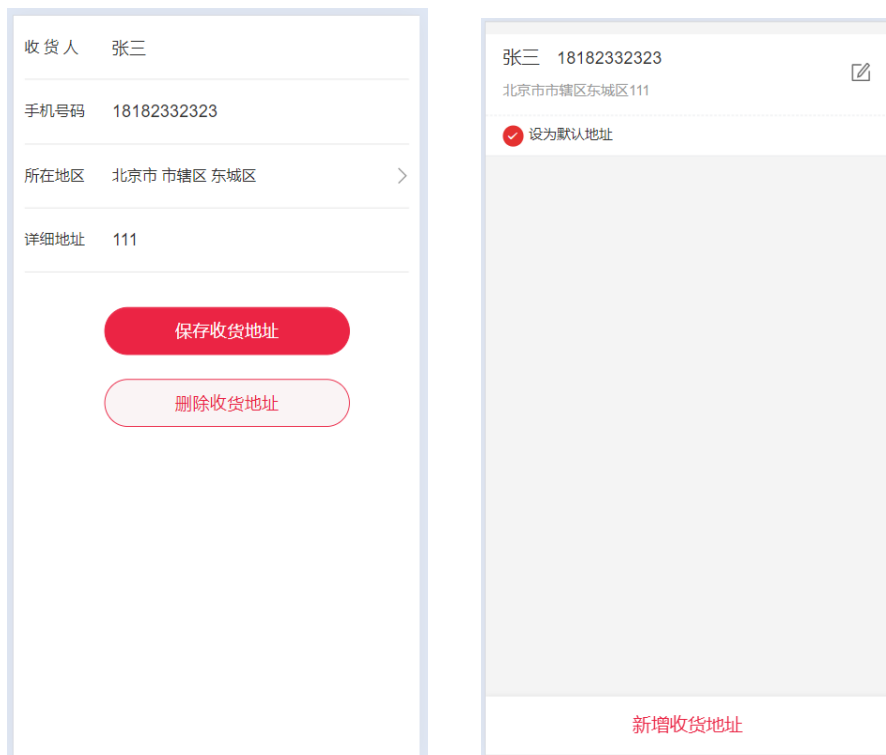 收货人 张三
手机号码 18182332323
所在地区 北京市 市辖区 东城区
详细地址 111
保存收货地址
删除收货地址
张三 18182332323
北京市市辖区东城区111
设为默认地址
新增收货地址